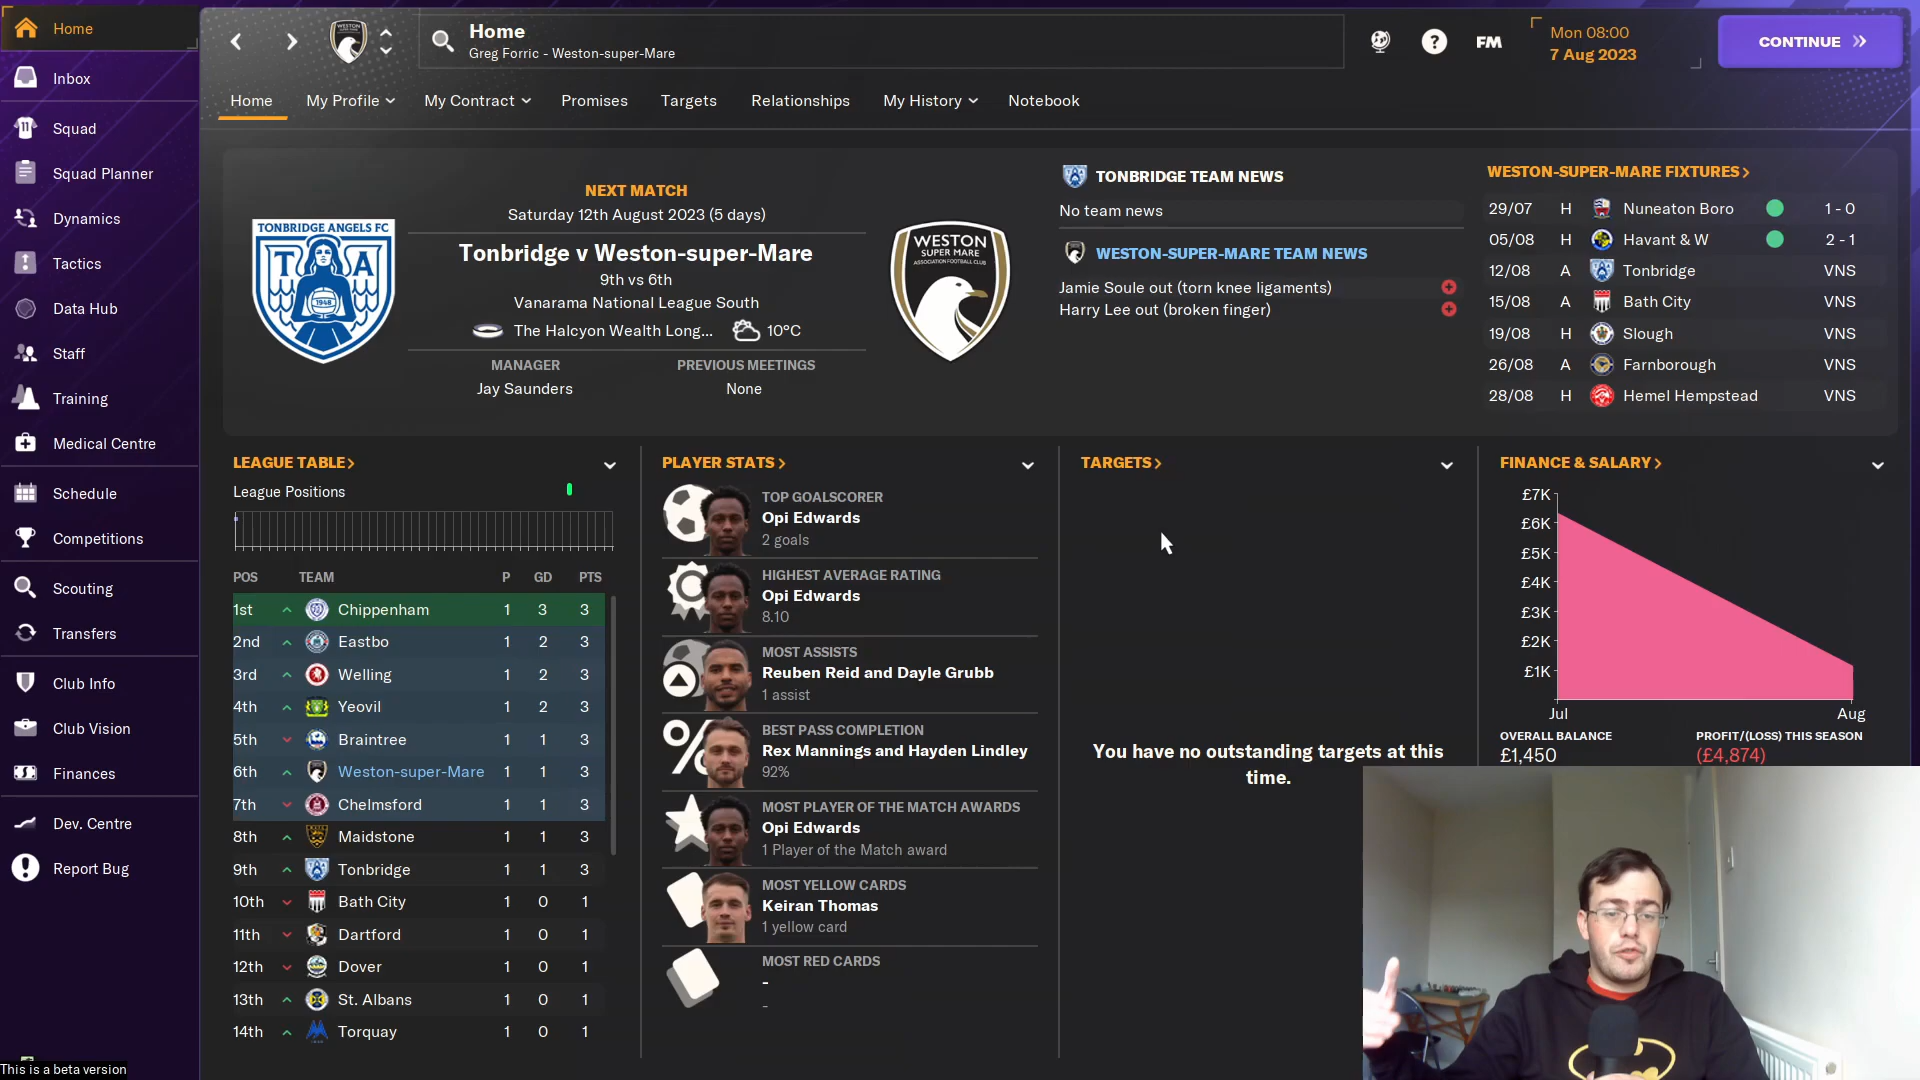 Home
Inbox
Squad
Squad Planner
Dynamics
Tactics
Data Hub
Staff
Training
Medical Centre
Schedule
Competitions
Scouting
Transfers
Club Info
Club Vision
Finances
Dev. Centre
Report Bug
This is a beta version
Home
Greg Forric - Weston-super-Mare
?
FM
Mon 08:00
7 Aug 2023
CONTINUE
Home
My Profile
My Contract
Promises
Targets
Relationships
My History
Notebook
TONBRIDGE ANGELS FC
T A
1948
NEXT MATCH
Saturday 12th August 2023 (5 days)
Tonbridge v Weston-super-Mare
9th vs 6th
Vanarama National League South
The Halcyon Wealth Long... 10°C
MANAGER
Jay Saunders
PREVIOUS MEETINGS
None
WESTON
SUPER MARE
ASSOCIATION FOOTBALL CLUB
TONBRIDGE TEAM NEWS
No team news
WESTON-SUPER-MARE TEAM NEWS
Jamie Soule out (torn knee ligaments)
Harry Lee out (broken finger)
WESTON-SUPER-MARE FIXTURES
29/07 H Nuneaton Boro 1 - 0
05/08 H Havant & W 2 - 1
12/08 A Tonbridge VNS
15/08 A Bath City VNS
19/08 H Slough VNS
26/08 A Farnborough VNS
28/08 H Hemel Hempstead VNS
LEAGUE TABLE
League Positions
POS TEAM P GD PTS
1st Chippenham 1 3 3
2nd Eastbo 1 2 3
3rd Welling 1 2 3
4th Yeovil 1 2 3
5th Braintree 1 1 3
6th Weston-super-Mare 1 1 3
7th Chelmsford 1 1 3
8th Maidstone 1 1 3
9th Tonbridge 1 1 3
10th Bath City 1 0 1
11th Dartford 1 0 1
12th Dover 1 0 1
13th St. Albans 1 0 1
14th Torquay 1 0 1
PLAYER STATS
TOP GOALSCORER
Opi Edwards
2 goals
HIGHEST AVERAGE RATING
Opi Edwards
8.10
MOST ASSISTS
Reuben Reid and Dayle Grubb
1 assist
BEST PASS COMPLETION
Rex Mannings and Hayden Lindley
92%
MOST PLAYER OF THE MATCH AWARDS
Opi Edwards
1 Player of the Match award
MOST YELLOW CARDS
Keiran Thomas
1 yellow card
MOST RED CARDS
-
-
TARGETS
You have no outstanding targets at this
time.
FINANCE & SALARY
£7K
£6K
£5K
£4K
£3K
£2K
£1K
Jul Aug
OVERALL BALANCE
£1,450
PROFIT/(LOSS) THIS SEASON
(£4,874)